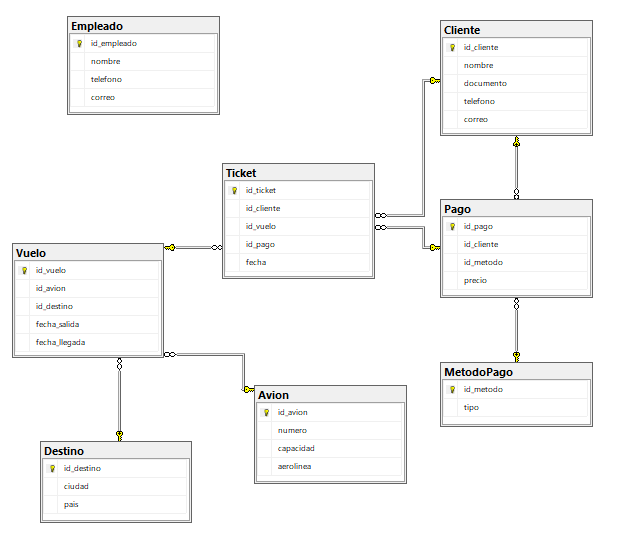 Empleado
id_empleado
nombre
telefono
correo
Cliente
id_cliente
nombre
documento
telefono
correo
Ticket
id_ticket
id_cliente
id_vuelo
id_pago
fecha
Pago
id_pago
id_cliente
id_metodo
precio
Vuelo
id_vuelo
id_avion
id_destino
fecha_salida
fecha_llegada
MetodoPago
id_metodo
tipo
Avion
id_avion
numero
capacidad
aerolinea
Destino
id_destino
ciudad
pais